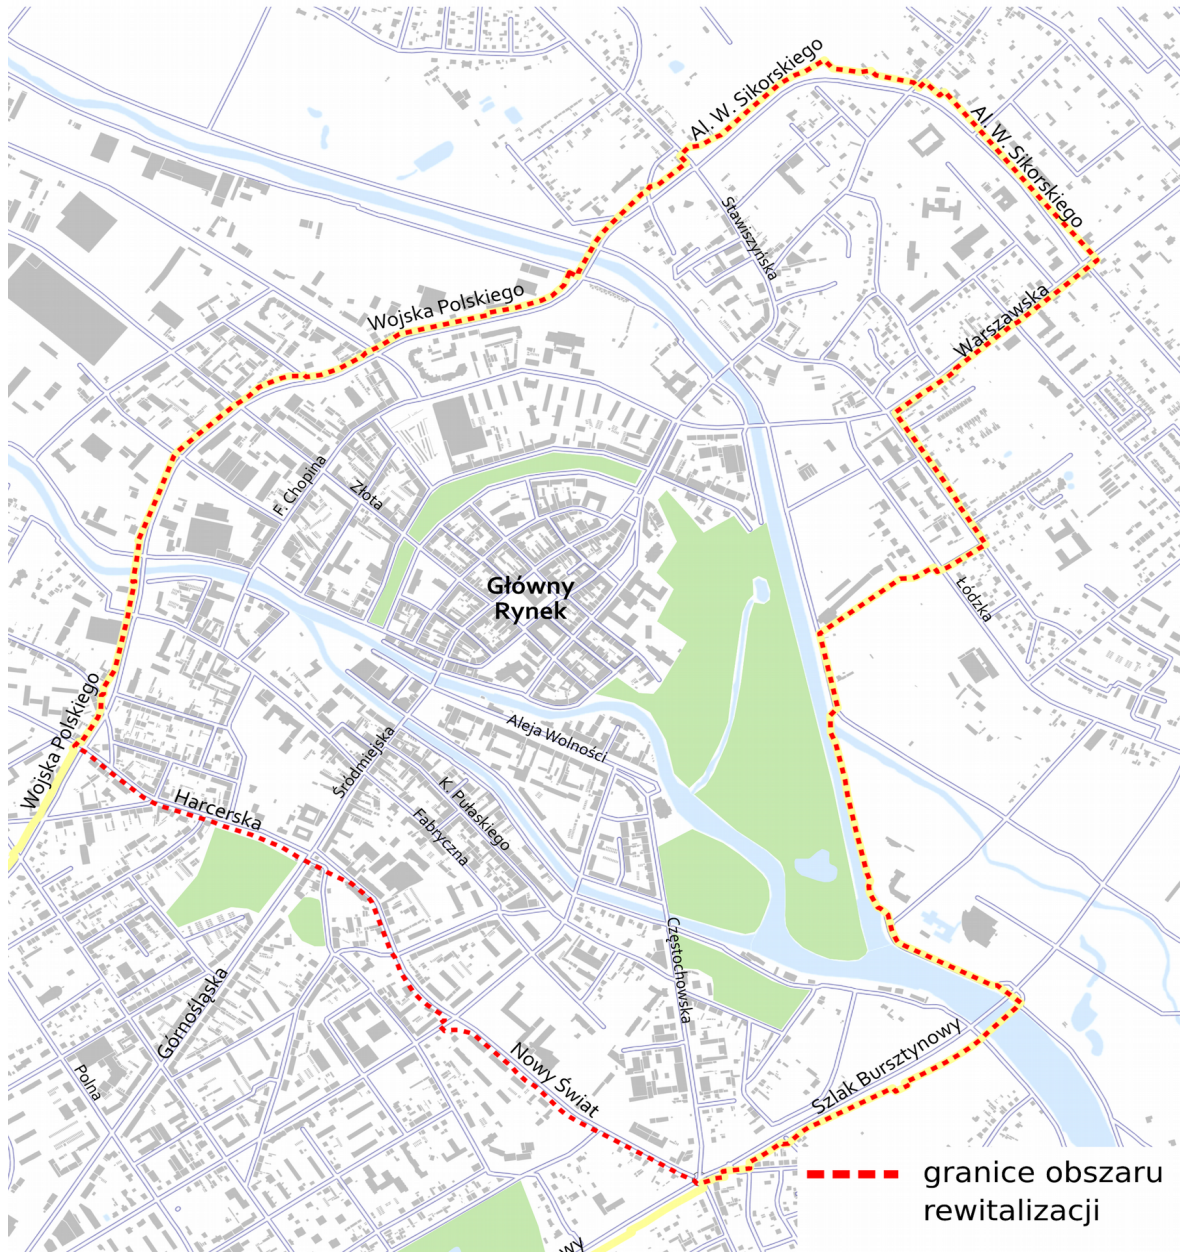 Al. W. Sikorskiego
Al. W. Sikorskiego
Stawiszyńska
Wojska Polskiego
Warszawska
F. Chopina
Złota
Główny
Rynek
Łódzka
Wojska Polskiego
Aleja Wolności
Śródmiejska
Harcerska
K. Pułaskiego
Fabryczna
Częstochowska
Górnośląska
Polna
Nowy Świat
Szlak Bursztynowy
granice obszaru
rewitalizacji
wy